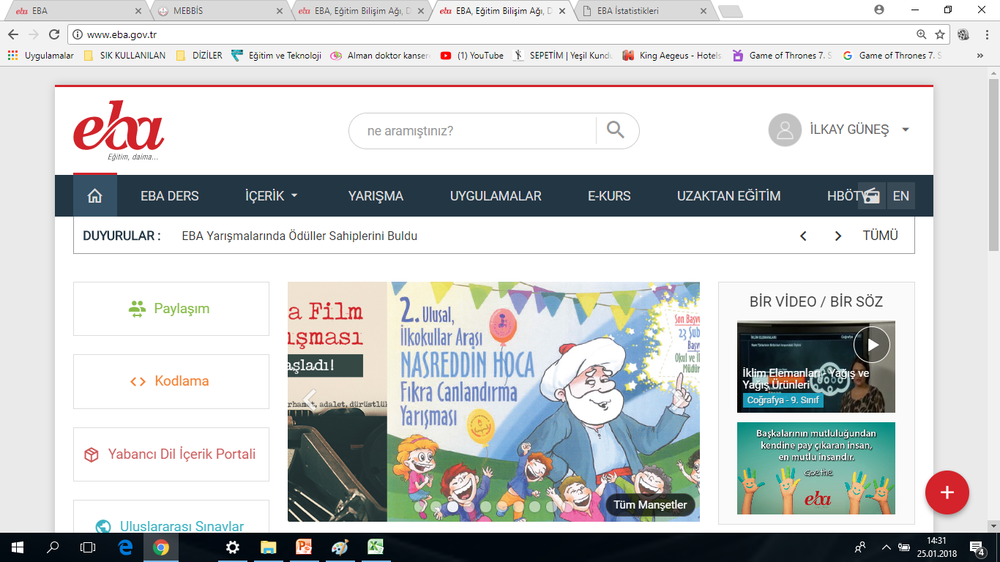 EBA
MEBBİS
EBA, Eğitim Bilişim Ağı, D
EBA, Eğitim Bilişim Ağı, D
EBA İstatistikleri
www.eba.gov.tr
Uygulamalar
SIK KULLANILAN
DİZİLER
Eğitim ve Teknoloji
Alman doktor kanser
(1) YouTube
SEPETİM | Yeşil Kundu
King Aegeus - Hotels
Game of Thrones 7. S
Game of Thrones 7. S
eba
Eğitim, daima...
ne aramıştınız?
İLKAY GÜNEŞ
EBA DERS
İÇERİK
YARIŞMA
UYGULAMALAR
E-KURS
UZAKTAN EĞİTİM
HBÖTV
EN
DUYURULAR :
EBA Yarışmalarında Ödüller Sahiplerini Buldu
TÜMÜ
Paylaşım
Kodlama
Yabancı Dil İçerik Portali
Uluslararası Sınavlar
a Film
ışması
aşladı!
erhamet, adalet, dürüstlük
2. Ulusal,
İlkokullar Arası
NASREDDİN HOCA
Fıkra Canlandırma
Yarışması
Son Başvu
23 Şub
Başvu
Okul ve İl
Müdür
Tüm Manşetler
BİR VİDEO / BİR SÖZ
İKLİM ELEMANLARI
İklim Elemanları - Yağış ve
Yağış Ürünleri
Coğrafya - 9. Sınıf
Başkalarının mutluluğundan
kendine pay çıkaran insan,
en mutlu insandır.
Goethe
eba
14:31
25.01.2018
4